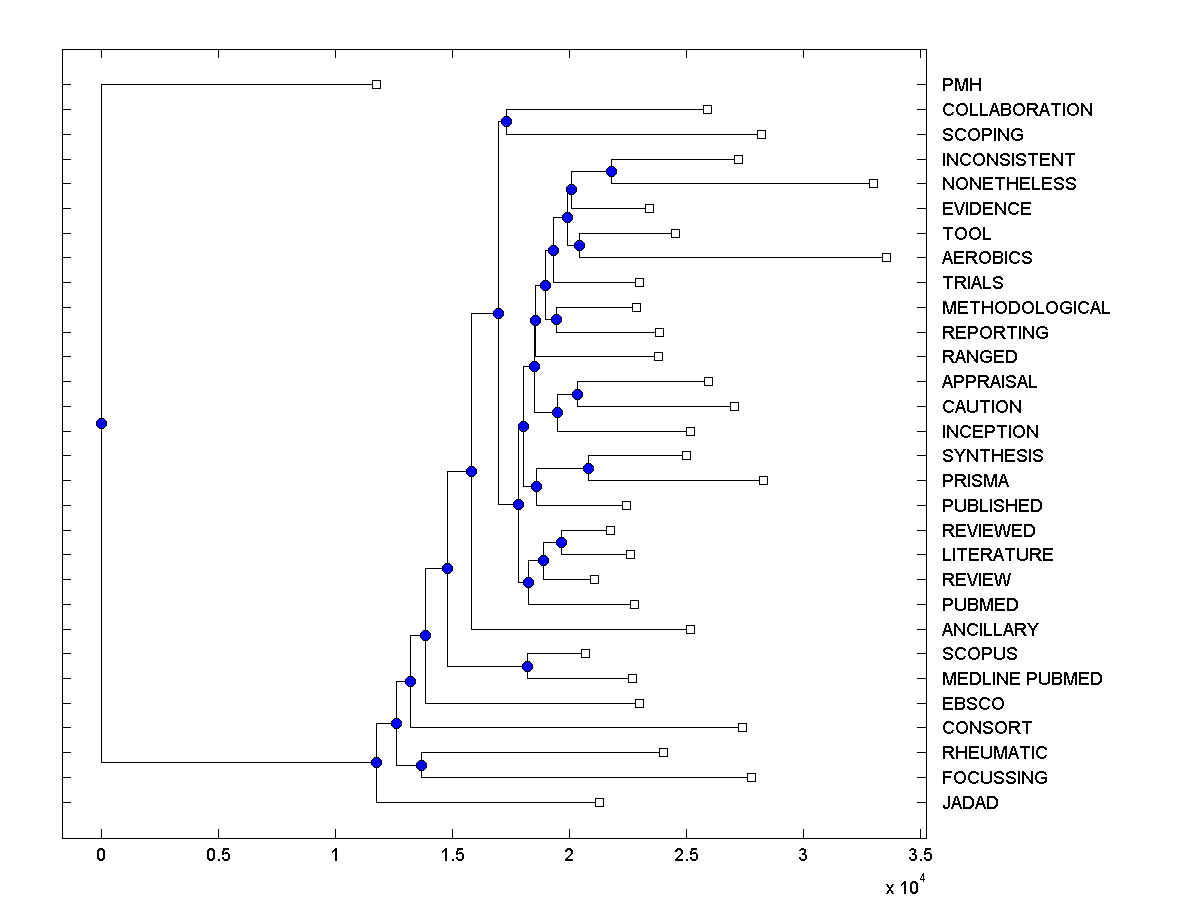 PMH
COLLABORATION
SCOPING
INCONSISTENT
NONETHELESS
EVIDENCE
TOOL
AEROBICS
TRIALS
METHODOLOGICAL
REPORTING
RANGED
APPRAISAL
CAUTION
INCEPTION
SYNTHESIS
PRISMA
PUBLISHED
REVIEWED
LITERATURE
REVIEW
PUBMED
ANCILLARY
SCOPUS
MEDLINE PUBMED
EBSCO
CONSORT
RHEUMATIC
FOCUSSING
JADAD
0 0.5 1 1.5 2 2.5 3 3.5
x 10^4